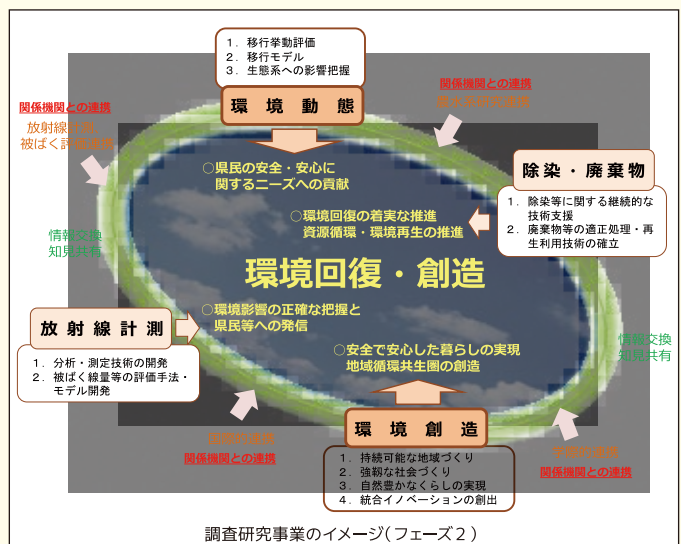 1. 移行挙動評価
2. 移行モデル
3. 生態系への影響把握
環境動態
関係機関との連携
放射線計測
被ばく評価
関係機関との連携
○県民の安全・安心に
関するニーズへの貢献
除染・廃棄物
1. 除染等に関する継続的な
技術支援
2. 廃棄物等の適正処理・再
生利用技術の確立
○環境回復の着実な推進
資源循環・環境再生の推進
情報交換
知見共有
環境回復・創造
○環境影響の正確な把握と
県民等への発信
放射線計測
1. 分析・測定技術の開発
2. 被ばく線量等の評価手法・
モデル開発
○安全で安心した暮らしの実現
地域循環共生圏の創造
情報交換
知見共有
環境創造
1. 持続可能な地域づくり
2. 強靱な社会づくり
3. 自然豊かなくらしの実現
4. 統合イノベーションの創出
関係機関との連携
関係機関との連携
調査研究事業のイメージ(フェーズ2)